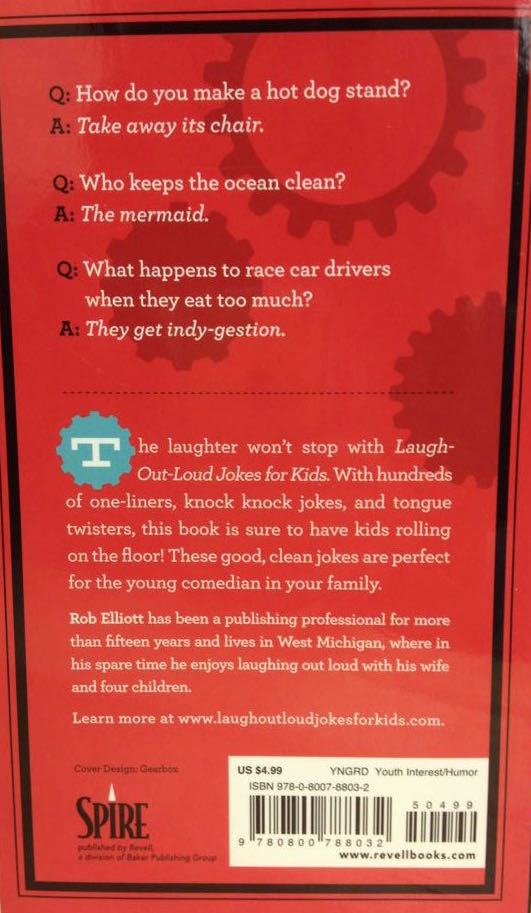 Q: How do you make a hot dog stand?
A: Take away its chair.
Q: Who keeps the ocean clean?
A: The mermaid.
Q: What happens to race car drivers
when they eat too much?
A: They get indy-gestion.
The laughter won't stop with Laugh-
Out-Loud Jokes for Kids. With hundreds
of one-liners, knock knock jokes, and tongue
twisters, this book is sure to have kids rolling
on the floor! These good, clean jokes are perfect
for the young comedian in your family.
Rob Elliott has been a publishing professional for more
than fifteen years and lives in West Michigan, where in
his spare time he enjoys laughing out loud with his wife
and four children.
Learn more at www.laughoutloudjokesforkids.com.
Cover Design: Gearbox
SPIRE
published by Revell,
a division of Baker Publishing Group
US $4.99 YNGRD Youth Interest/Humor
ISBN 978-0-8007-8803-2
50499
9 780800 788032
www.revellbooks.com